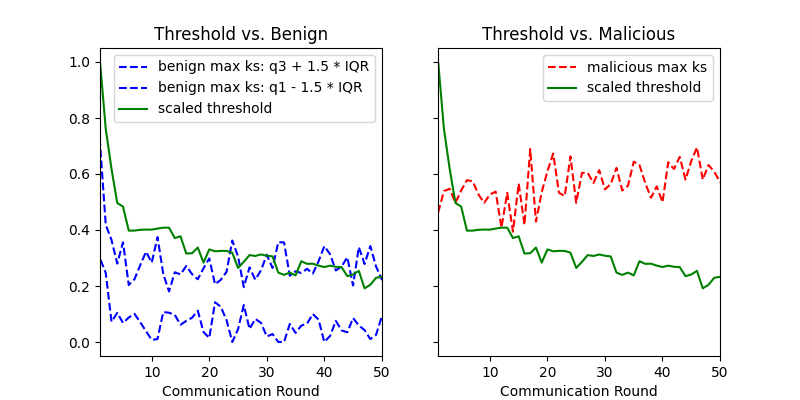 Threshold vs. Benign
benign max ks: q3 + 1.5 * IQR
benign max ks: q1 - 1.5 * IQR
scaled threshold
1.0
0.8
0.6
0.4
0.2
0.0
10 20 30 40 50
Communication Round
Threshold vs. Malicious
malicious max ks
scaled threshold
10 20 30 40 50
Communication Round